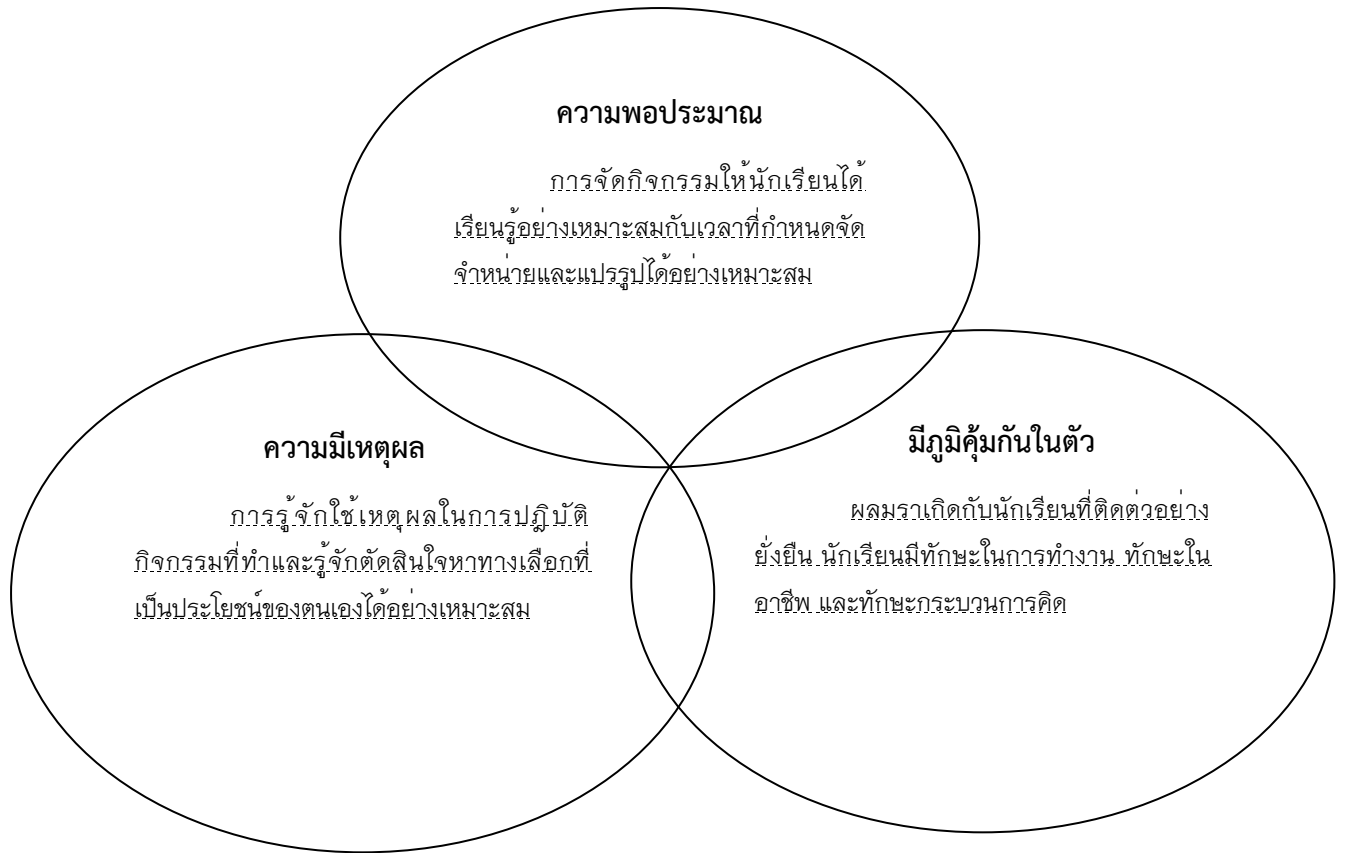 ความพอประมาณ
การจัดกิจกรรมให้นักเรียนได้
เรียนรู้อย่างเหมาะสมกับเวลาที่กำหนดจัด
จำหน่ายและแปรรูปได้อย่างเหมาะสม
ความมีเหตุผล
การรู้จักใช้เหตุผลในการปฎิบัติ
กิจกรรมที่ทำและรู้จักตัดสินใจหาทางเลือกที่
เป็นประโยชน์ของตนเองได้อย่างเหมาะสม
มีภูมิคุ้มกันในตัว
ผลมราเกิดกับนักเรียนที่ติดต่วอย่าง
ยั่งยืน นักเรียนมีทักษะในการทำงาน ทักษะใน
อาชีพ และทักษะกระบวนการคิด